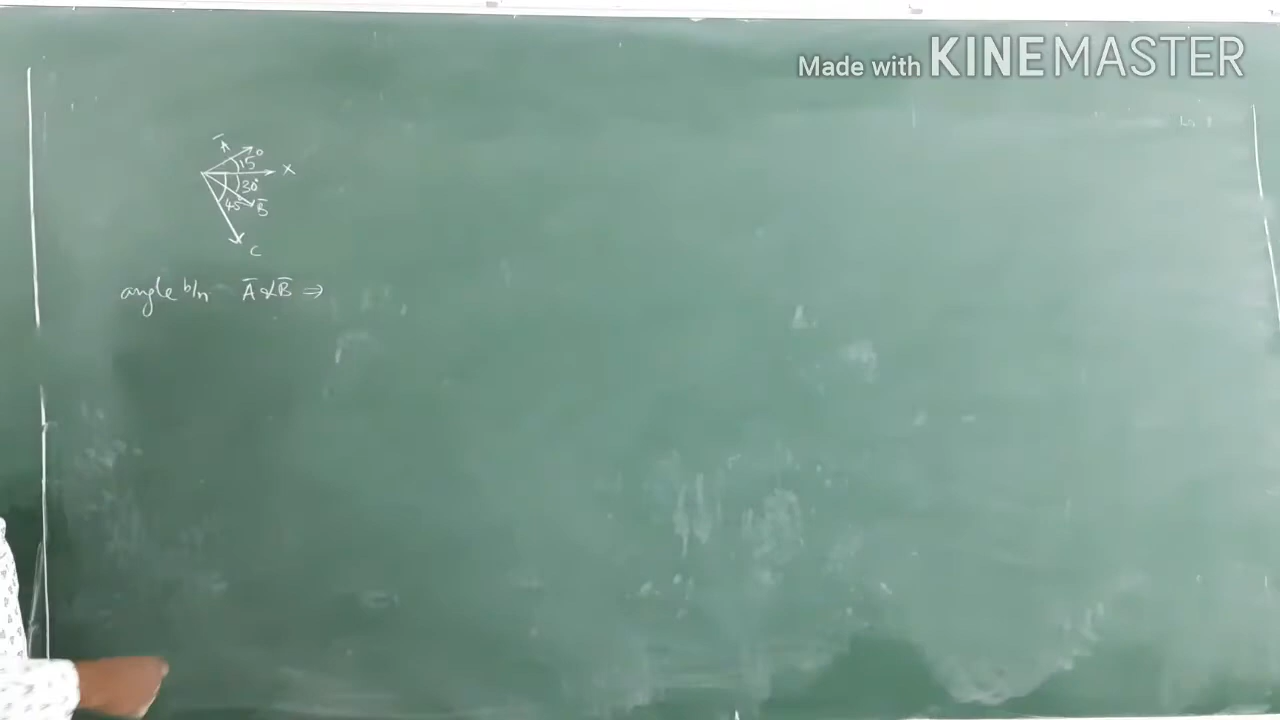 Made with KINEMASTER
A
15°
X
30°
45°
B̅
C
angle b/n A̅ & B̅ ⇒